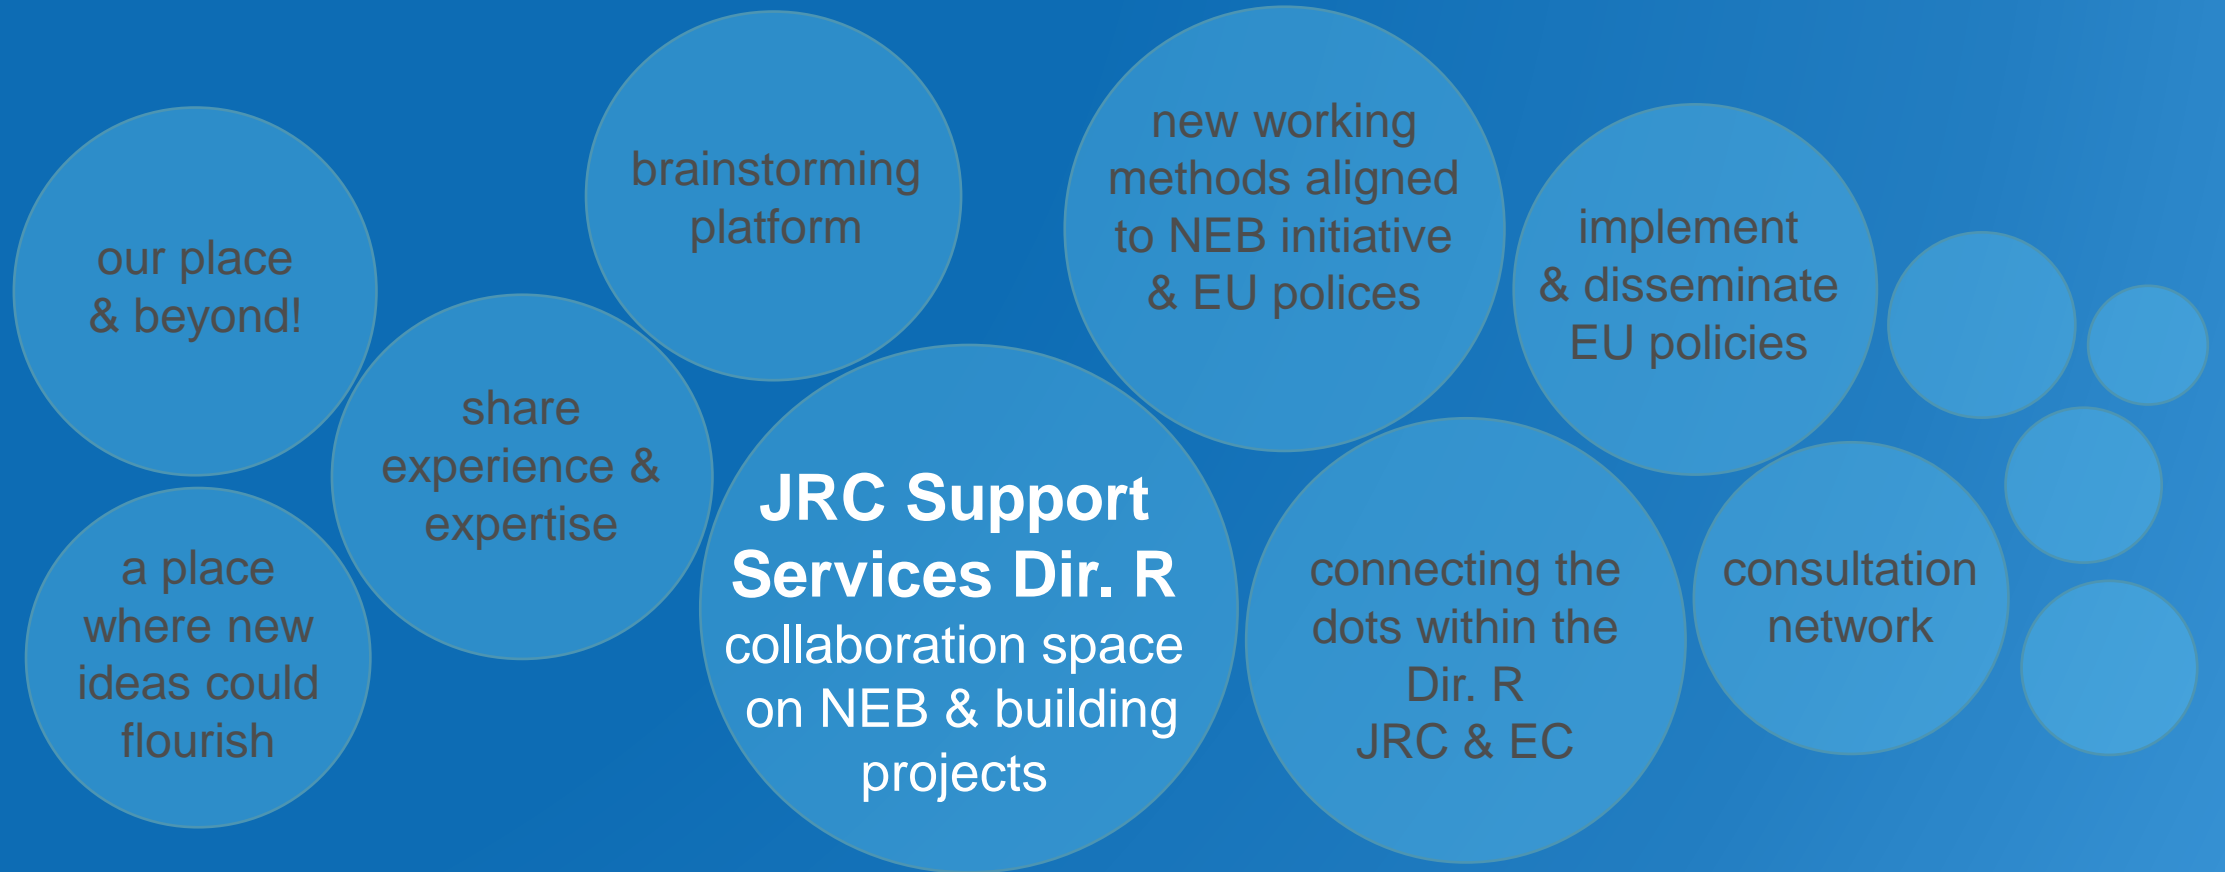 our place
& beyond!
a place
where new
ideas could
flourish
share
experience &
expertise
brainstorming
platform
JRC Support
Services Dir. R
collaboration space
on NEB & building
projects
new working
methods aligned
to NEB initiative
& EU polices
connecting the
dots within the
Dir. R
JRC & EC
implement
& disseminate
EU policies
consultation
network